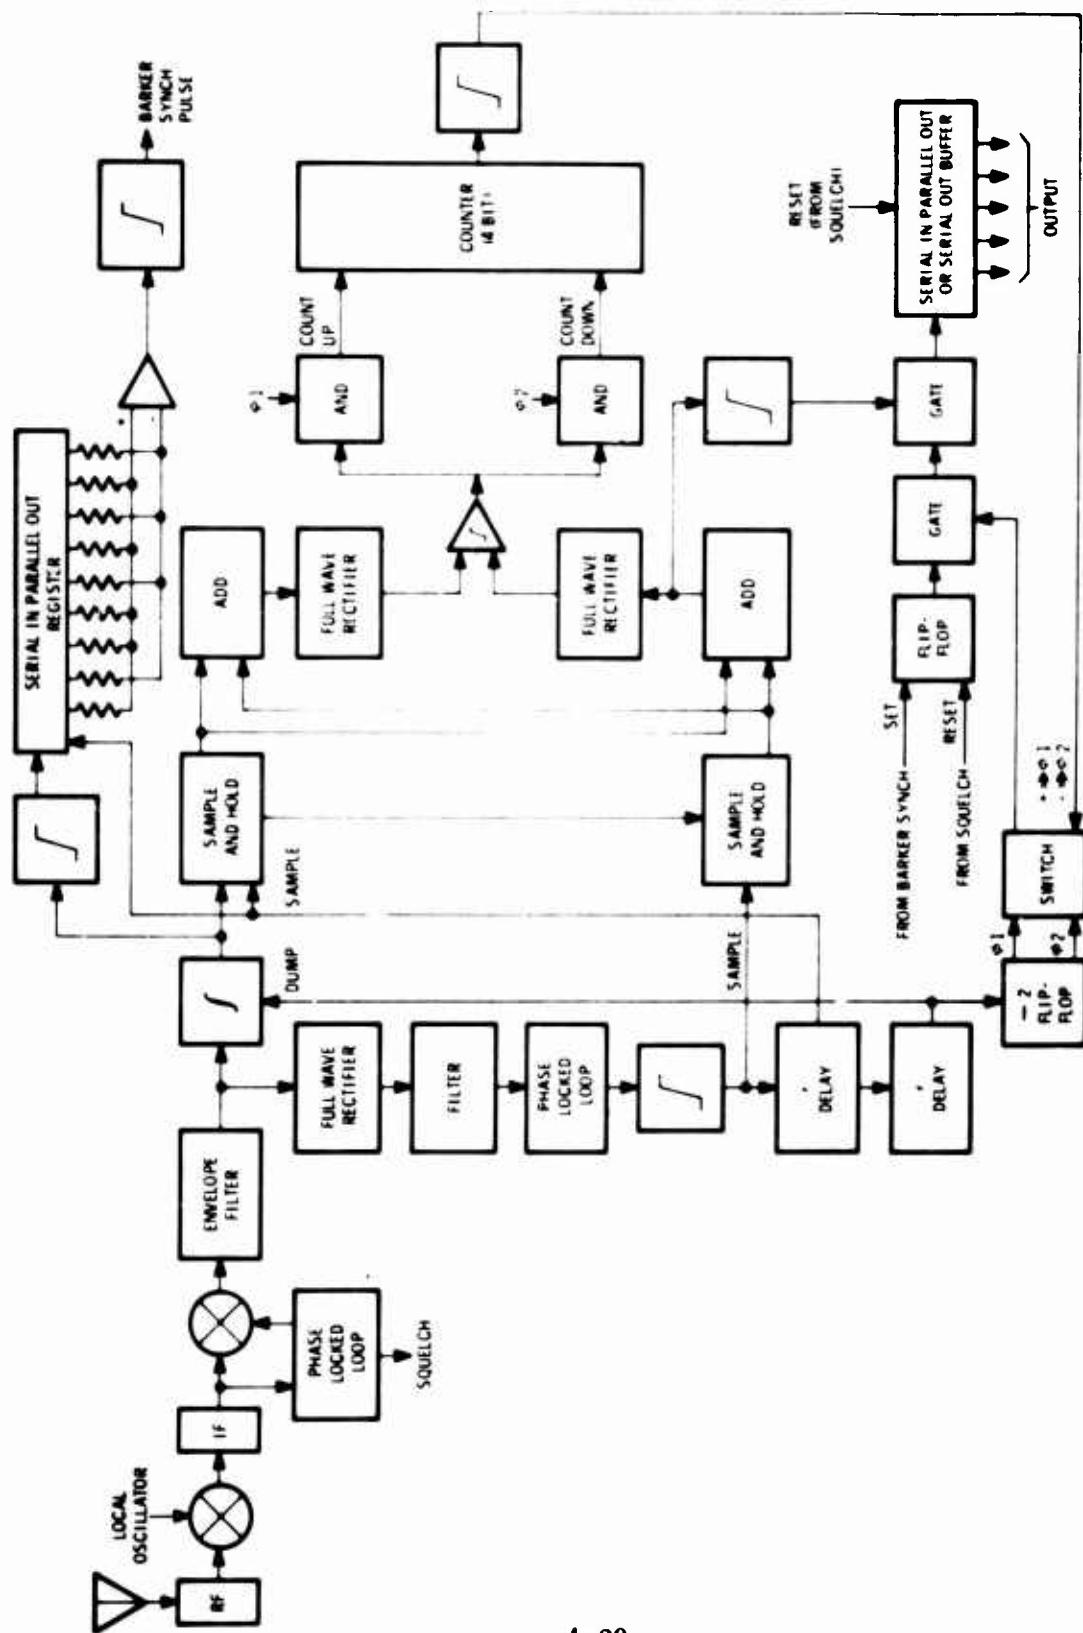 LOCAL
OSCILLATOR
RF
IF
PHASE
LOCKED
LOOP
SQUELCH
ENVELOPE
FILTER
FULL WAVE
RECTIFIER
FILTER
PHASE
LOCKED
LOOP
DELAY
DELAY
DUMP
SAMPLE
SAMPLE
SAMPLE
AND HOLD
SAMPLE
AND HOLD
SERIAL IN PARALLEL OUT
REGISTER
BARKER
SYNCH
PULSE
ADD
FULL WAVE
RECTIFIER
FULL WAVE
RECTIFIER
ADD
φ1
AND
COUNT
UP
φ2
AND
COUNT
DOWN
COUNTER
(4 BIT)
- 2
FLIP-
FLOP
φ1
φ2
SWITCH
+ ⇒ φ1
- ⇒ φ2
FROM BARKER SYNCH
SET
FROM SQUELCH
RESET
FLIP-
FLOP
GATE
GATE
RESET
(FROM
SQUELCH)
SERIAL IN PARALLEL OUT
OR SERIAL OUT BUFFER
OUTPUT